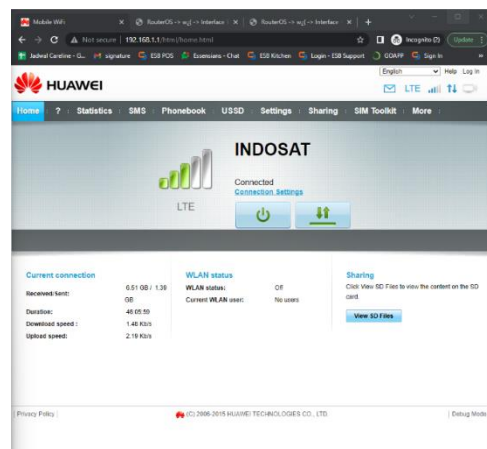 Mobile WiFi
RouterOS
RouterOS
Not secure | 192.168.1.1/html/home.html
Incognito (2)
Update
Jadwal Careline - G...
signature
ESB POS
Essensians - Chat
ESB Kitchen
Login - ESB Support
GOAPP
Sign In
English
Help
Log In
HUAWEI
LTE
Home
?
Statistics
SMS
Phonebook
USSD
Settings
Sharing
SIM Toolkit
More
INDOSAT
Connected
Connection Settings
LTE
Current connection
Received/Sent: 6.51 GB / 1.39 GB
Duration: 46:05:59
Download speed : 1.46 Kb/s
Upload speed: 2.19 Kb/s
WLAN status
WLAN status: Off
Current WLAN user: No users
Sharing
Click View SD Files to view the content on the SD
card.
View SD Files
Privacy Policy
(C) 2006-2015 HUAWEI TECHNOLOGIES CO., LTD
Debug Mode